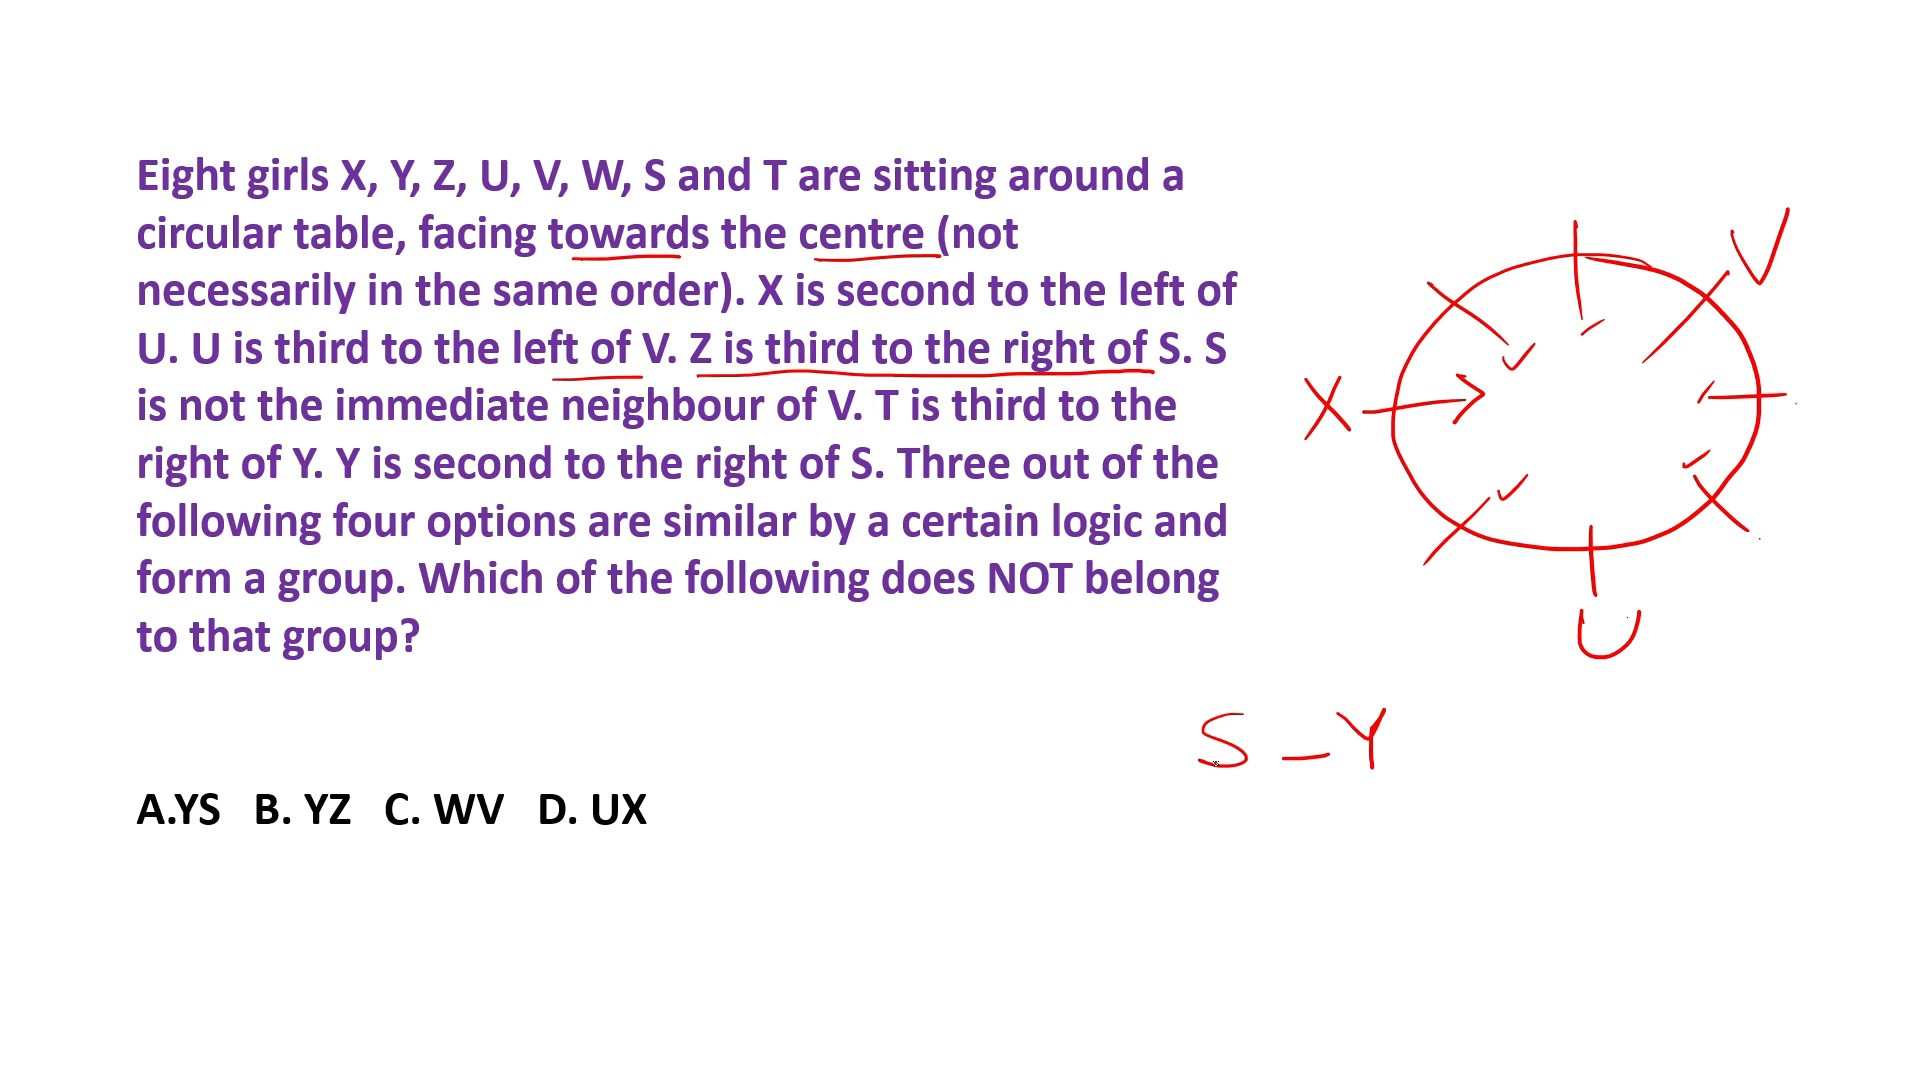 Eight girls X, Y, Z, U, V, W, S and T are sitting around a
circular table, facing towards the centre (not
necessarily in the same order). X is second to the left of
U. U is third to the left of V. Z is third to the right of S. S
is not the immediate neighbour of V. T is third to the
right of Y. Y is second to the right of S. Three out of the
following four options are similar by a certain logic and
form a group. Which of the following does NOT belong
to that group?
V
X
U
S _ Y
A.YS B. YZ C. WV D. UX